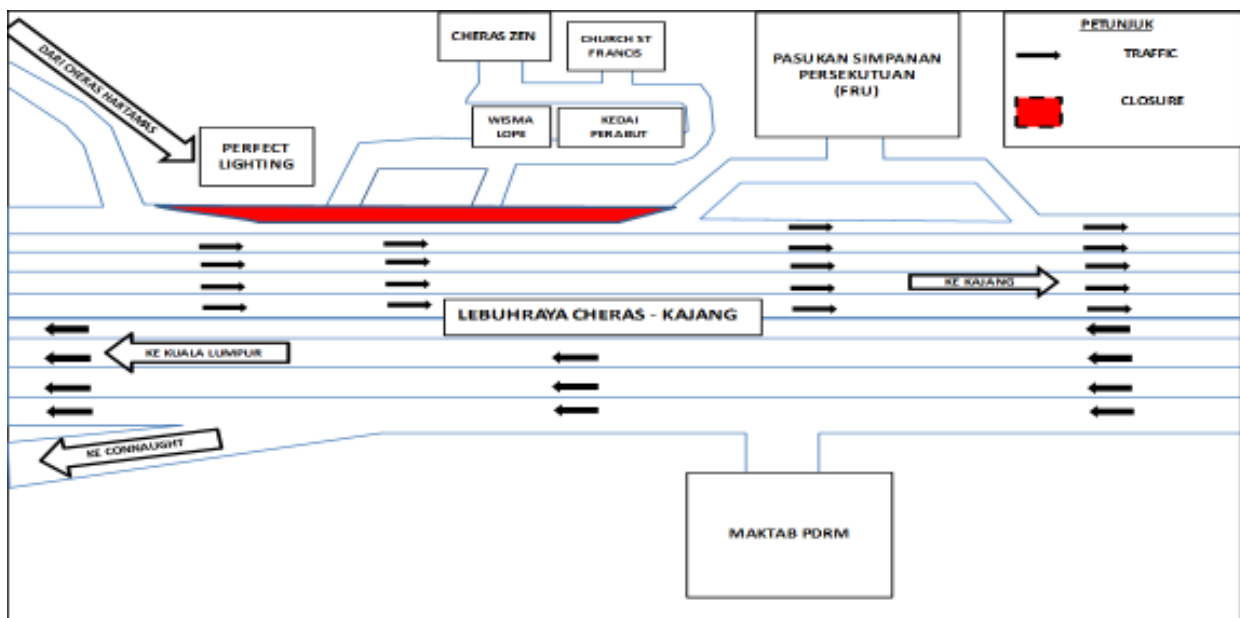 DARI CHERAS HARTAMAS
PERFECT
LIGHTING
CHERAS ZEN
CHURCH ST
FRANCIS
WISMA
LOPE
KEDAI
PERABUT
PASUKAN SIMPANAN
PERSEKUTUAN
(FRU)
PETUNJUK
TRAFFIC
CLOSURE
KE KAJANG
LEBUHRAYA CHERAS - KAJANG
KE KUALA LUMPUR
KE CONNAUGHT
MAKTAB PDRM